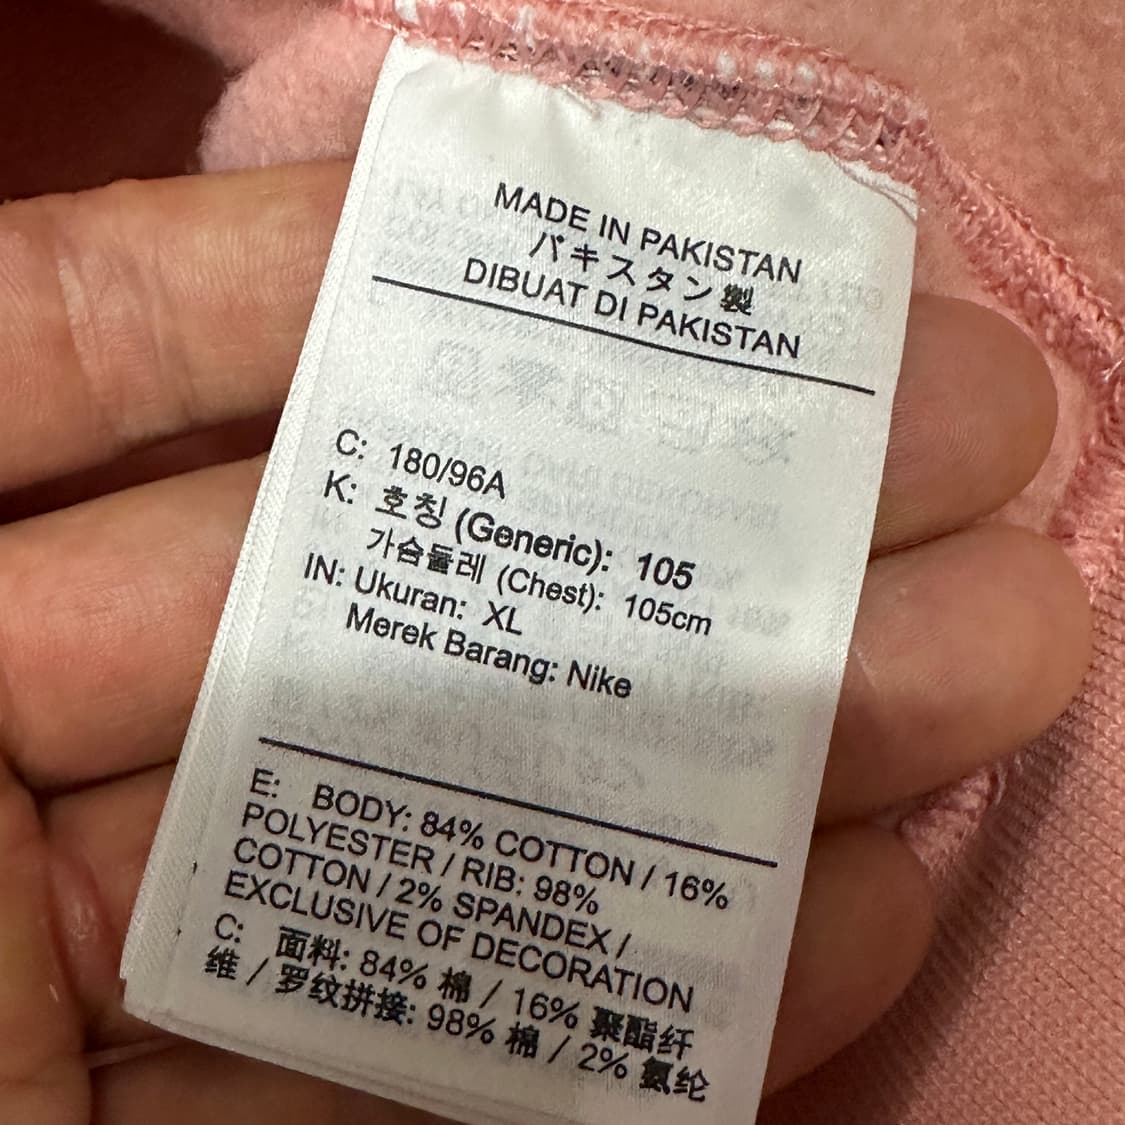 MADE IN PAKISTAN
パキスタン製
DIBUAT DI PAKISTAN
C: 180/96A
K: 호칭 (Generic): 105
가슴둘레 (Chest): 105cm
IN: Ukuran: XL
Merek Barang: Nike
E: BODY: 84% COTTON / 16%
POLYESTER / RIB: 98%
COTTON / 2% SPANDEX /
EXCLUSIVE OF DECORATION
C: 面料: 84% 棉 / 16% 聚酯纤
维 / 罗纹拼接: 98% 棉 / 2% 氨纶